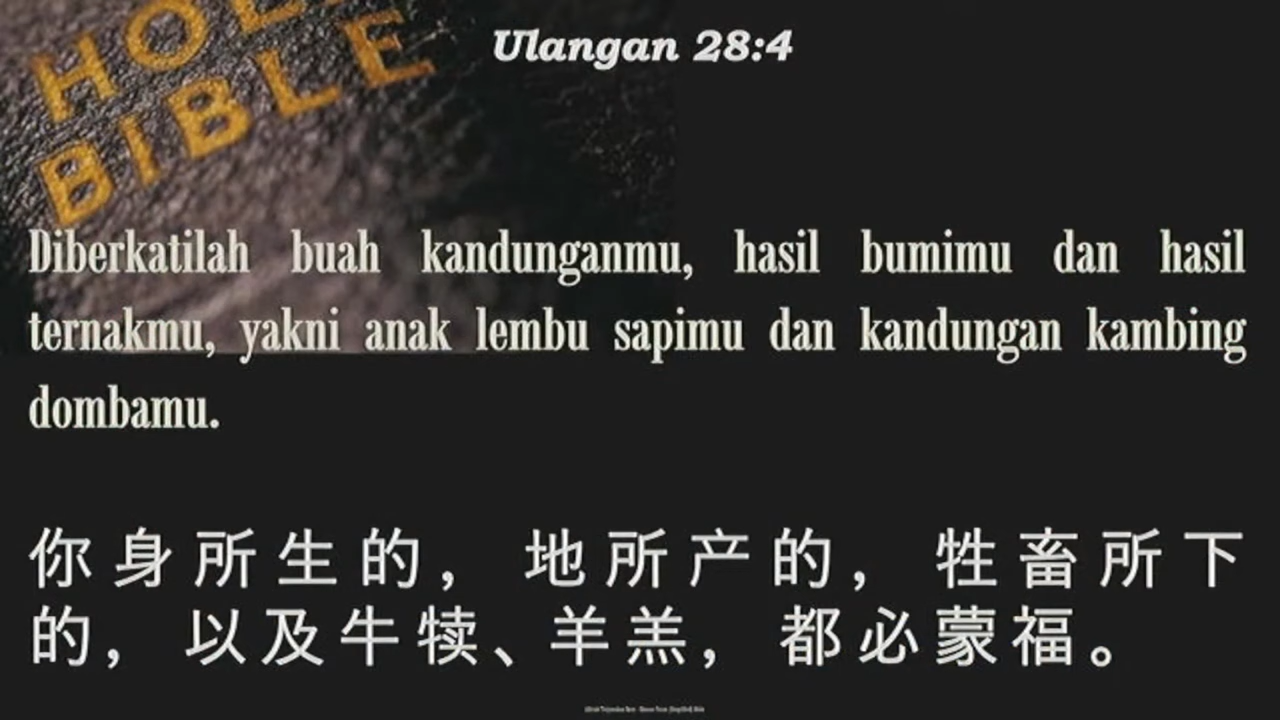 HOL
BIBLE
Ulangan 28:4
Diberkatilah buah kandunganmu, hasil bumimu dan hasil
ternakmu, yakni anak lembu sapimu dan kandungan kambing
dombamu.
你身所生的，地所产的，牲畜所下
的，以及牛犊、羊羔，都必蒙福。